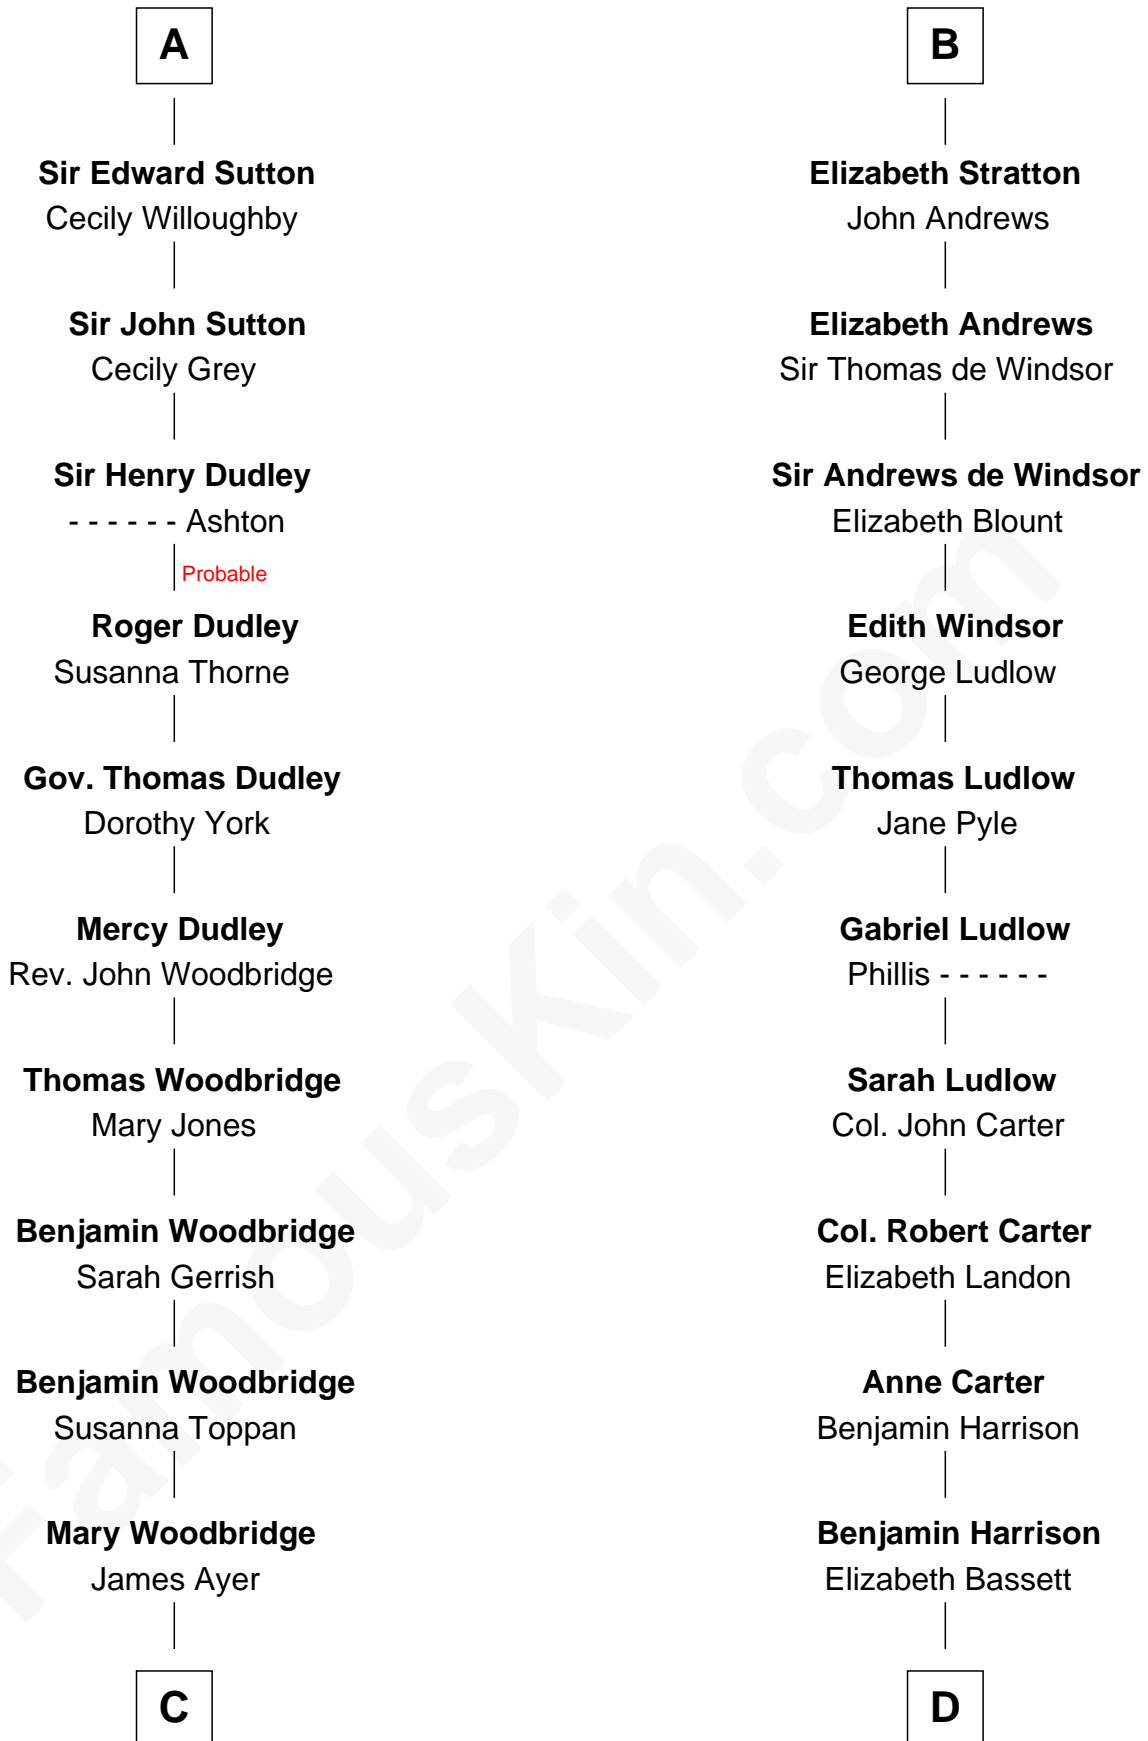 A
Sir Edward Sutton
Cecily Willoughby
Sir John Sutton
Cecily Grey
Sir Henry Dudley
- - - - - - Ashton
Probable
Roger Dudley
Susanna Thorne
Gov. Thomas Dudley
Dorothy York
Mercy Dudley
Rev. John Woodbridge
Thomas Woodbridge
Mary Jones
Benjamin Woodbridge
Sarah Gerrish
Benjamin Woodbridge
Susanna Toppan
Mary Woodbridge
James Ayer
C
B
Elizabeth Stratton
John Andrews
Elizabeth Andrews
Sir Thomas de Windsor
Sir Andrews de Windsor
Elizabeth Blount
Edith Windsor
George Ludlow
Thomas Ludlow
Jane Pyle
Gabriel Ludlow
Phillis - - - - - -
Sarah Ludlow
Col. John Carter
Col. Robert Carter
Elizabeth Landon
Anne Carter
Benjamin Harrison
Benjamin Harrison
Elizabeth Bassett
D
FamousKin.com